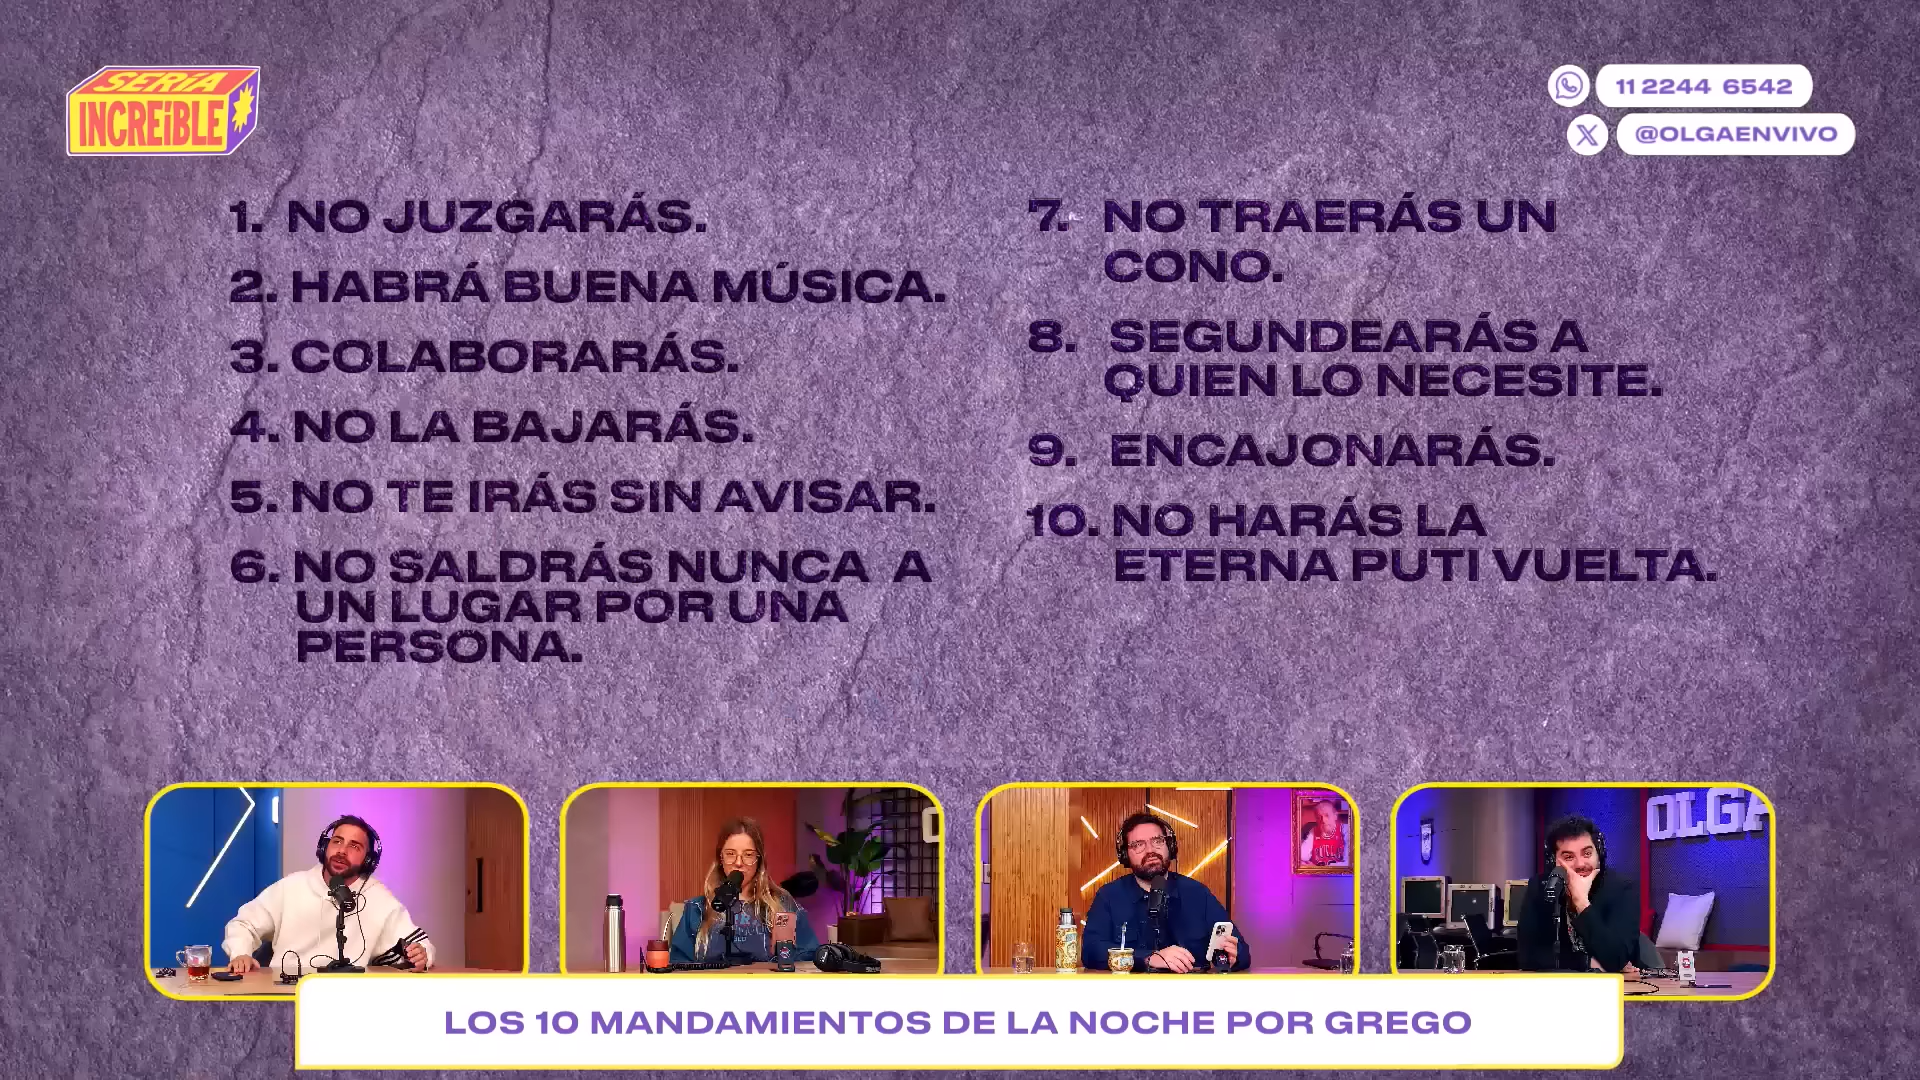 SERÍA
INCREÍBLE
11 2244 6542
@OLGAENVIVO
1. NO JUZGARÁS.
2. HABRÁ BUENA MÚSICA.
3. COLABORARÁS.
4. NO LA BAJARÁS.
5. NO TE IRÁS SIN AVISAR.
6. NO SALDRÁS NUNCA A
UN LUGAR POR UNA
PERSONA.
7. NO TRAERÁS UN
CONO.
8. SEGUNDEARÁS A
QUIEN LO NECESITE.
9. ENCAJONARÁS.
10. NO HARÁS LA
ETERNA PUTI VUELTA.
OLGA
LOS 10 MANDAMIENTOS DE LA NOCHE POR GREGO